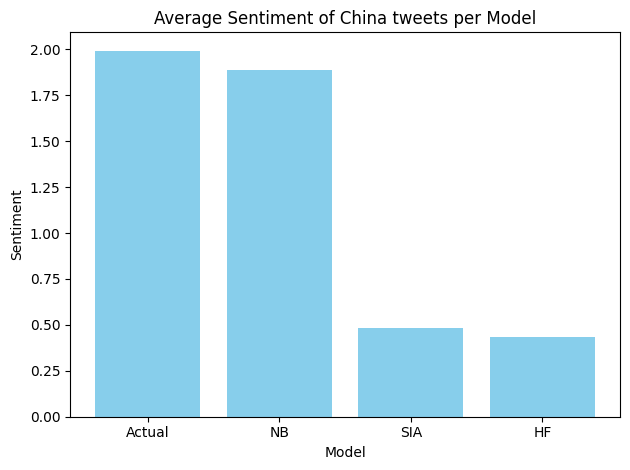 Average Sentiment of China tweets per Model
Sentiment
2.00
1.75
1.50
1.25
1.00
0.75
0.50
0.25
0.00
Actual NB SIA HF
Model